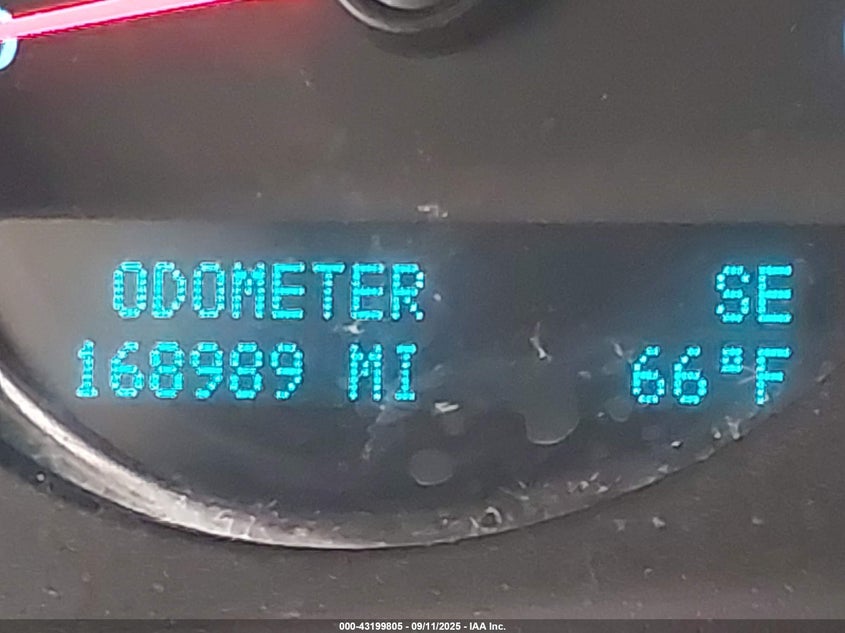 ODOMETER SE
168989 MI 66°F
000-43199805 - 09/11/2025 - IAA Inc.